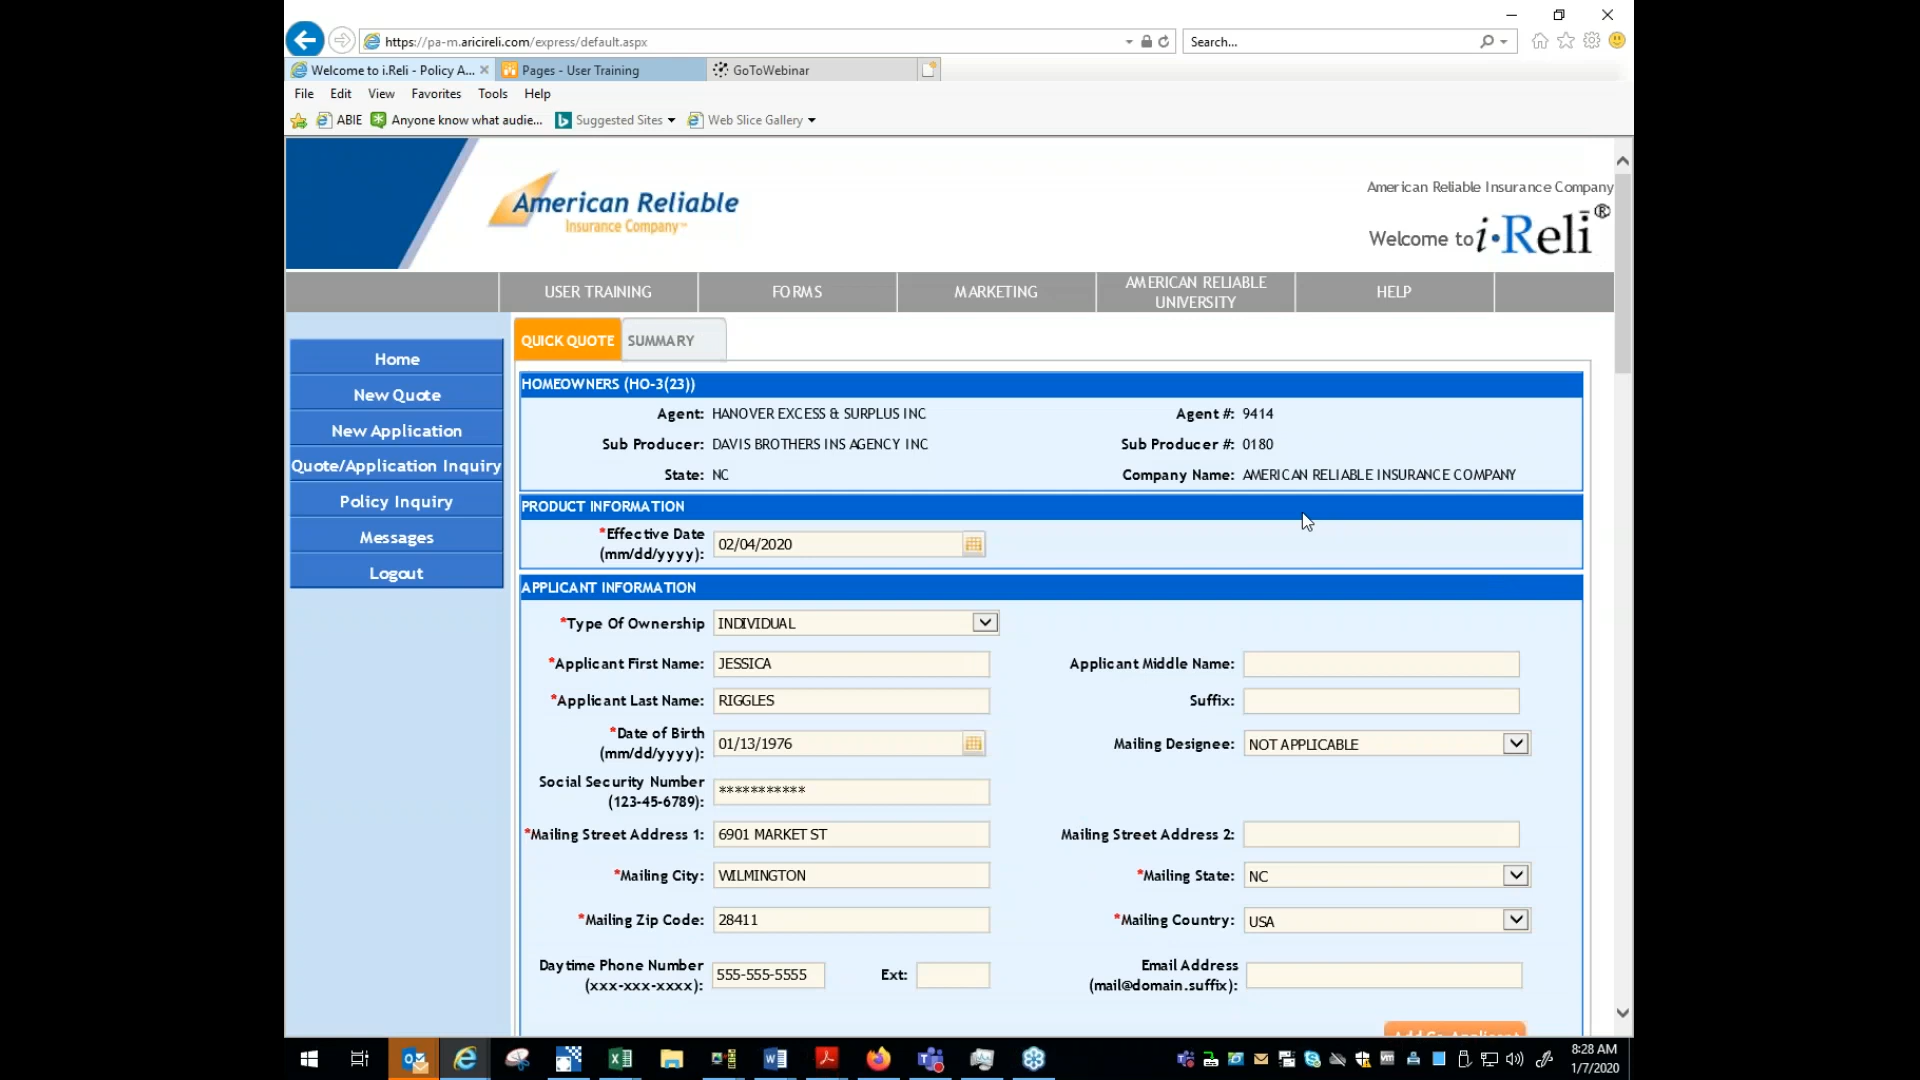 https://pa-m.aricireli.com/express/default.aspx
Search...
Welcome to i.Reli - Policy A...
Pages - User Training
GoToWebinar
File Edit View Favorites Tools Help
ABIE
Anyone know what audie...
Suggested Sites
Web Slice Gallery
American Reliable
Insurance Company™
American Reliable Insurance Company
Welcome to i•Reli®
USER TRAINING
FORMS
MARKETING
AMERICAN RELIABLE
UNIVERSITY
HELP
Home
New Quote
New Application
Quote/Application Inquiry
Policy Inquiry
Messages
Logout
QUICK QUOTE
SUMMARY
HOMEOWNERS (HO-3(23))
Agent: HANOVER EXCESS & SURPLUS INC
Agent #: 9414
Sub Producer: DAVIS BROTHERS INS AGENCY INC
Sub Producer #: 0180
State: NC
Company Name: AMERICAN RELIABLE INSURANCE COMPANY
PRODUCT INFORMATION
*Effective Date
(mm/dd/yyyy):
02/04/2020
APPLICANT INFORMATION
*Type Of Ownership
INDIVIDUAL
*Applicant First Name: JESSICA
Applicant Middle Name:
*Applicant Last Name: RIGGLES
Suffix:
*Date of Birth
(mm/dd/yyyy):
01/13/1976
Mailing Designee: NOT APPLICABLE
Social Security Number
(123-45-6789):
***********
*Mailing Street Address 1: 6901 MARKET ST
Mailing Street Address 2:
*Mailing City: WILMINGTON
*Mailing State: NC
*Mailing Zip Code: 28411
*Mailing Country: USA
Daytime Phone Number
(xxx-xxx-xxxx):
555-555-5555
Ext:
Email Address
(mail@domain.suffix):
Add Co-Applicant
8:28 AM
1/7/2020